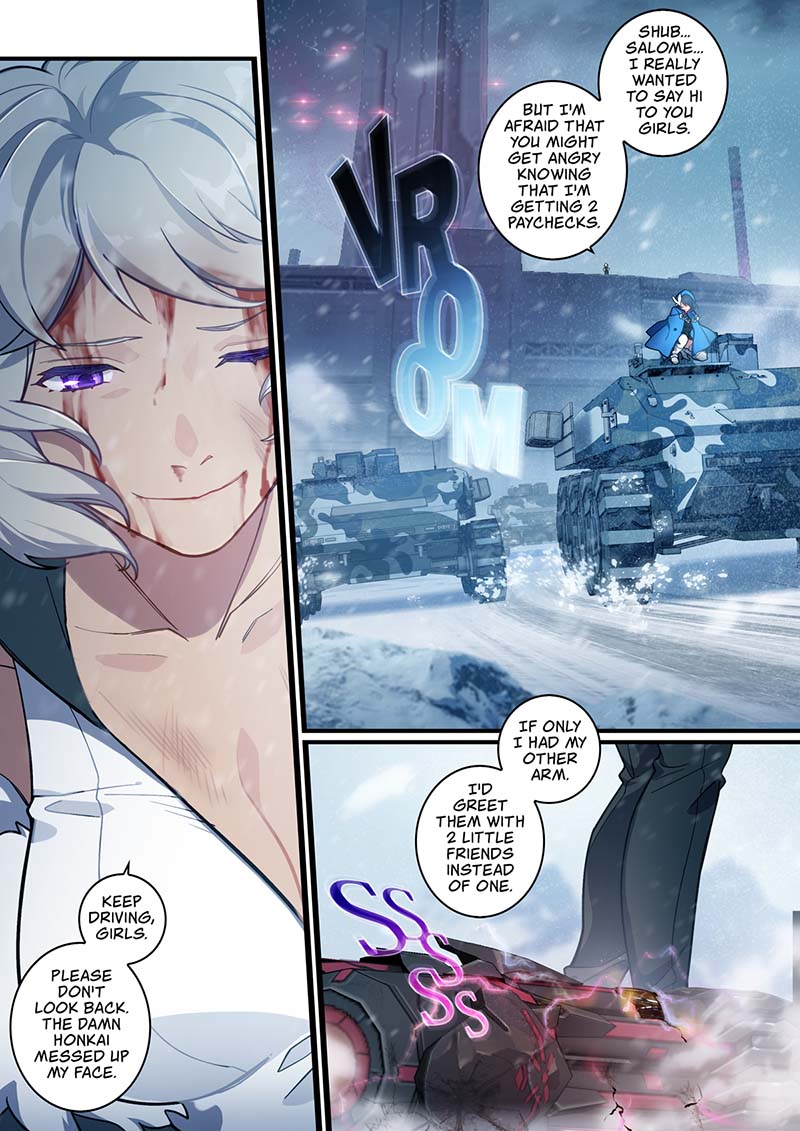 SHUB...
SALOME...
I REALLY
WANTED
TO SAY HI
TO YOU
GIRLS.
BUT I'M
AFRAID THAT
YOU MIGHT
GET ANGRY
KNOWING
THAT I'M
GETTING 2
PAYCHECKS.
VROOOM
IF ONLY
I HAD MY
OTHER
ARM.
I'D
GREET
THEM WITH
2 LITTLE
FRIENDS
INSTEAD
OF ONE.
SSSSSS
KEEP
DRIVING,
GIRLS.
PLEASE
DON'T
LOOK BACK.
THE DAMN
HONKAI
MESSED UP
MY FACE.